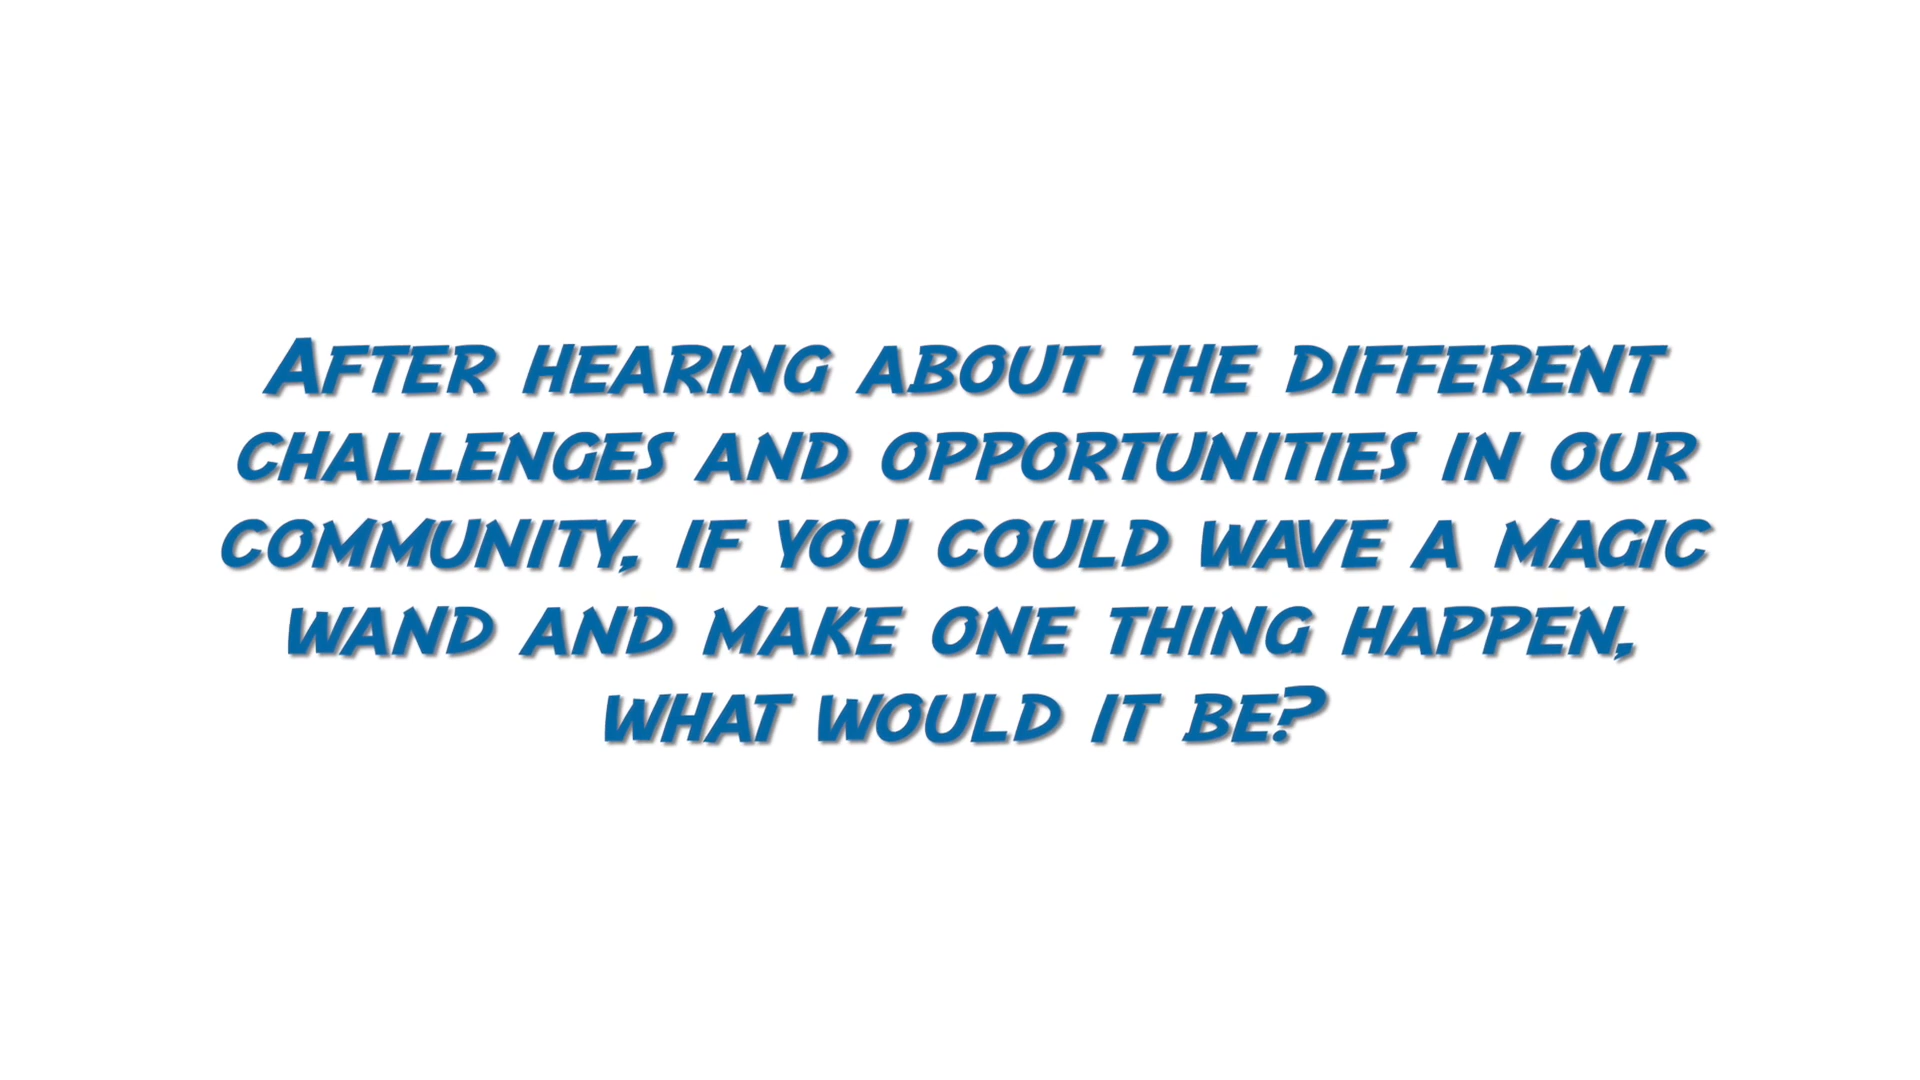 After hearing about the different
challenges and opportunities in our
community, if you could wave a magic
wand and make one thing happen,
what would it be?